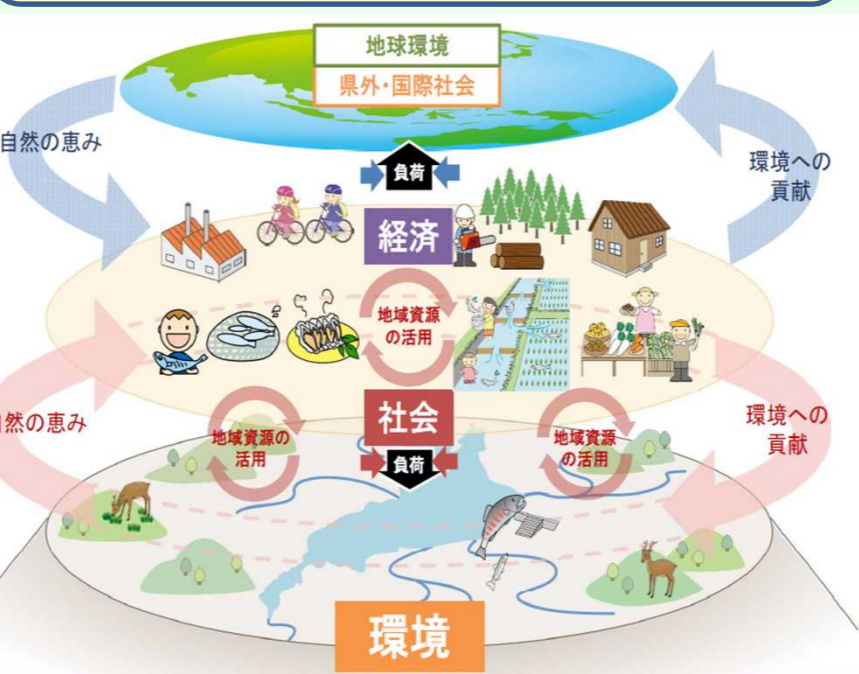 地球環境
県外・国際社会
自然の恵み
負荷
環境への
貢献
経済
地域資源
の活用
社会
自然の恵み
環境への
貢献
地域資源の
活用
地域資源
の活用
負荷
環境